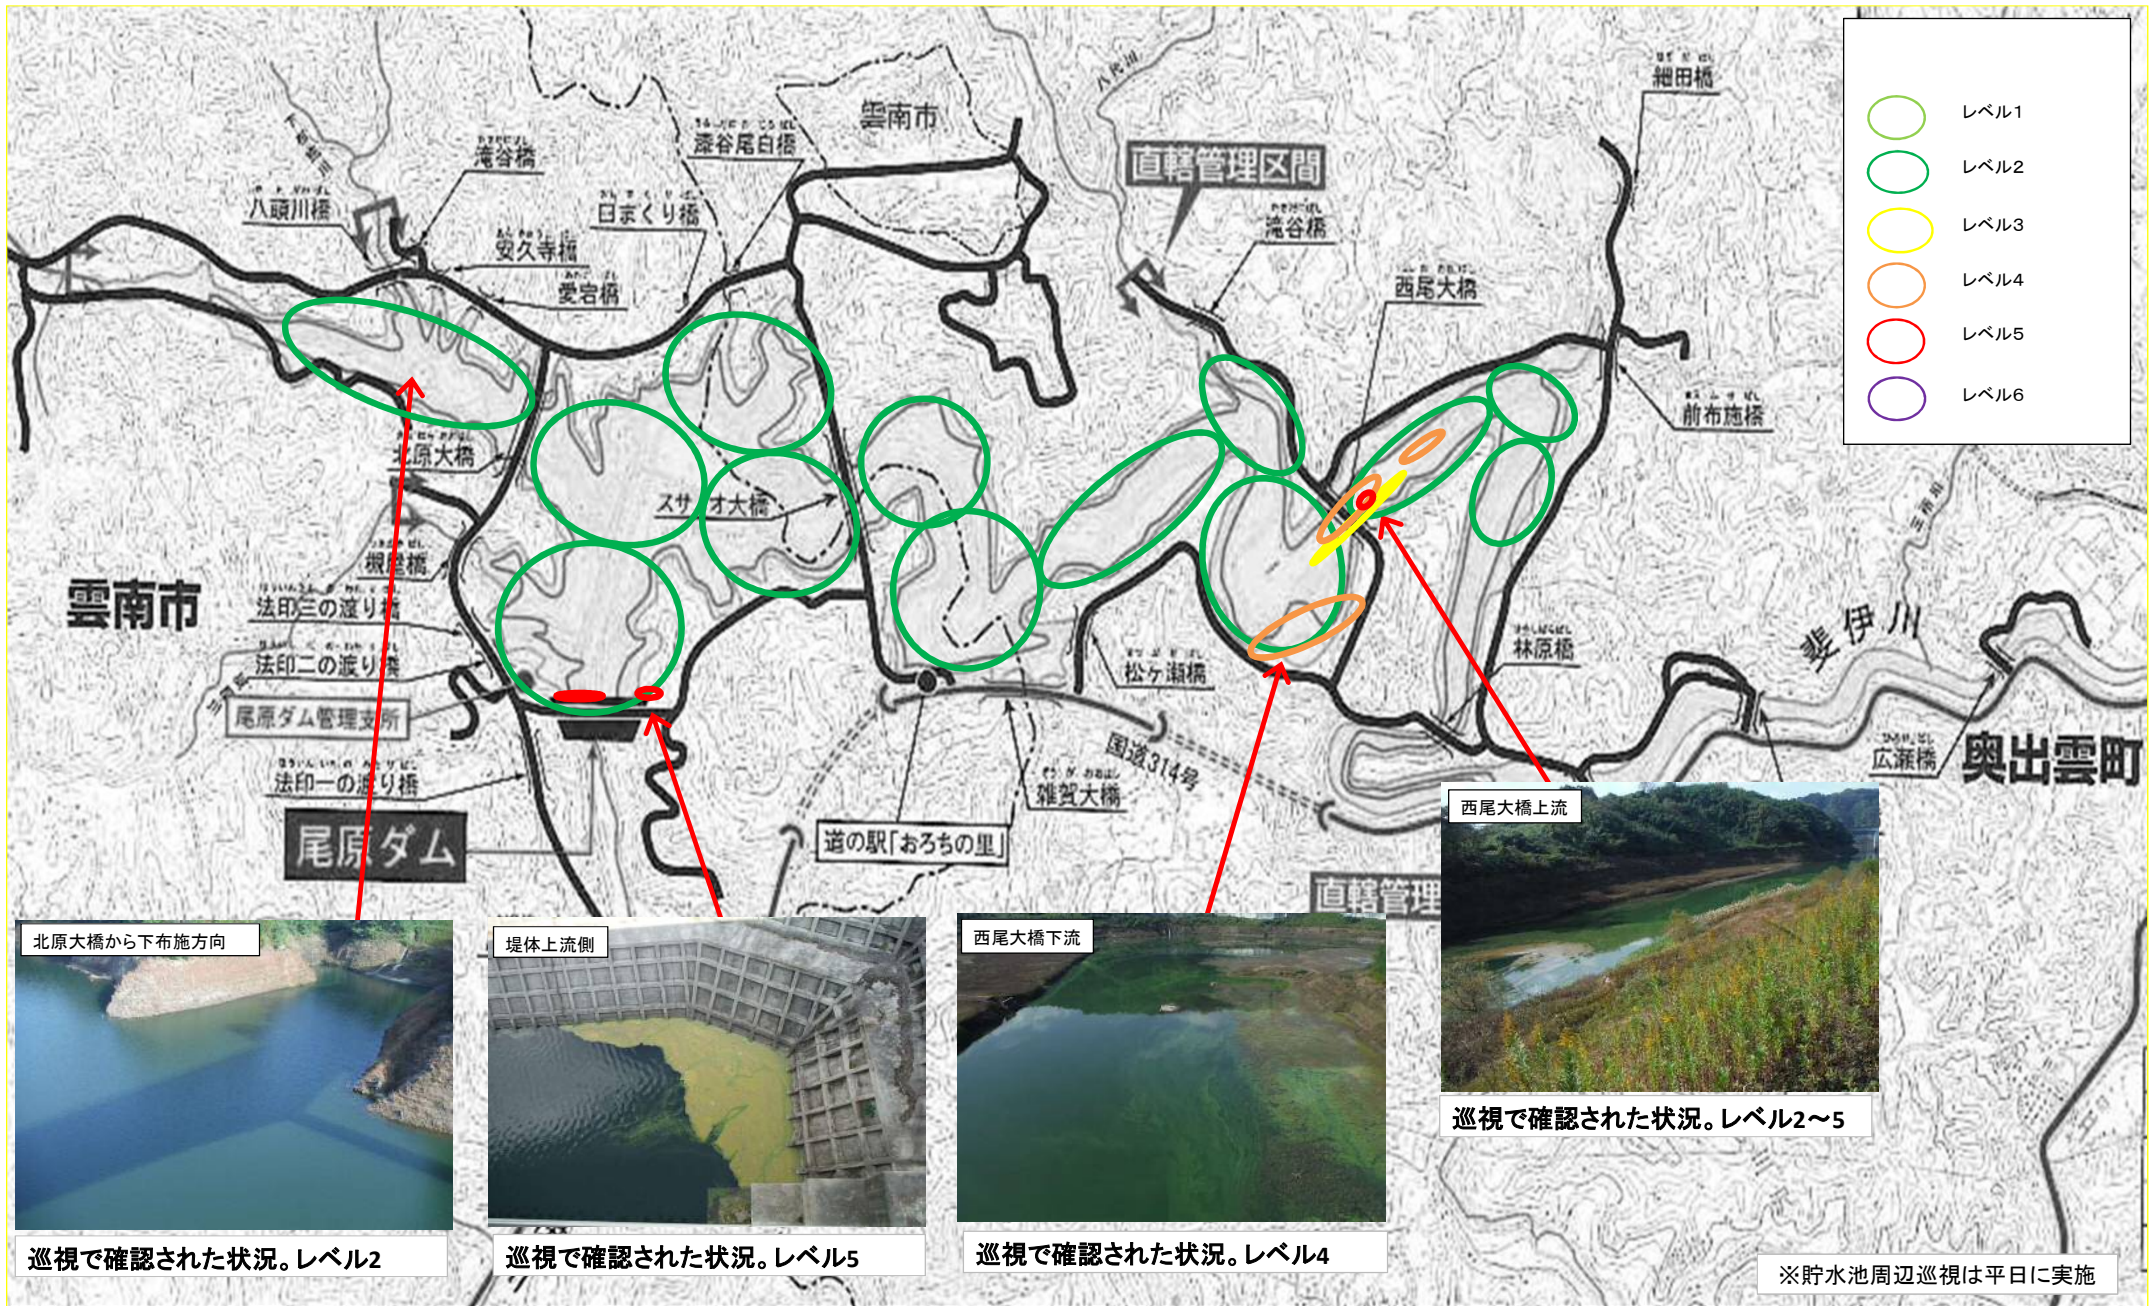 細田橋
雲南市
漆谷尾白橋
滝谷橋
八頭川橋
日まくり橋
安久寺橋
愛宕橋
直轄管理区間
滝谷橋
西尾大橋
レベル1
レベル2
レベル3
レベル4
レベル5
レベル6
前布施橋
北原大橋
スサノオ大橋
槻屋橋
雲南市
法印三の渡り橋
法印二の渡り橋
尾原ダム管理支所
法印一の渡り橋
尾原ダム
松ヶ瀬橋
林原橋
斐伊川
広瀬橋
奥出雲町
国道314号
雑賀大橋
道の駅「おろちの里」
直轄管理
西尾大橋上流
巡視で確認された状況。レベル2～5
北原大橋から下布施方向
巡視で確認された状況。レベル2
堤体上流側
巡視で確認された状況。レベル5
西尾大橋下流
巡視で確認された状況。レベル4
※貯水池周辺巡視は平日に実施